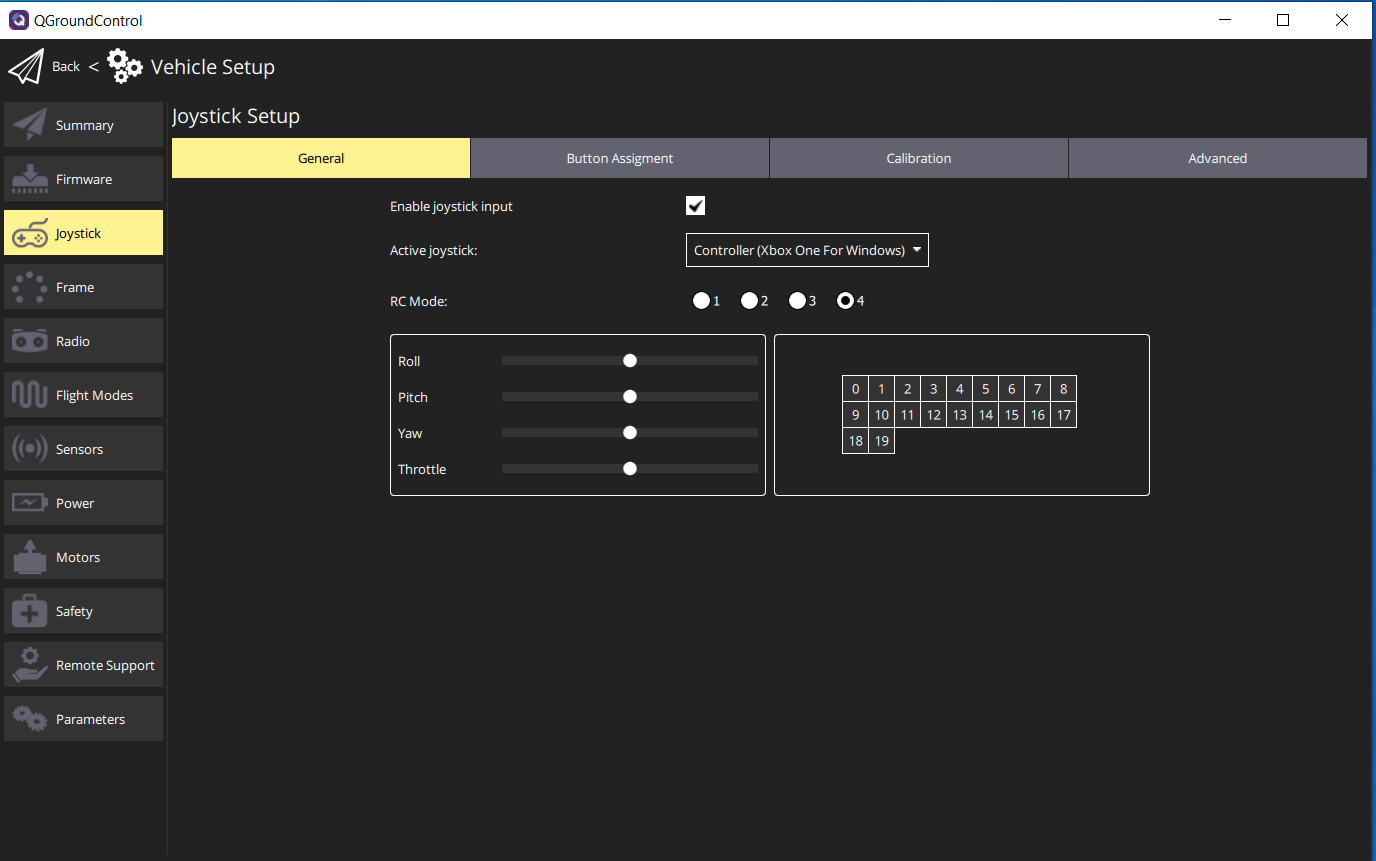 QGroundControl
Back < Vehicle Setup
Summary
Firmware
Joystick
Frame
Radio
Flight Modes
Sensors
Power
Motors
Safety
Remote Support
Parameters
Joystick Setup
General Button Assigment Calibration Advanced
Enable joystick input
Active joystick: Controller (Xbox One For Windows)
RC Mode: 1 2 3 4
Roll
Pitch
Yaw
Throttle
0 1 2 3 4 5 6 7 8
9 10 11 12 13 14 15 16 17
18 19